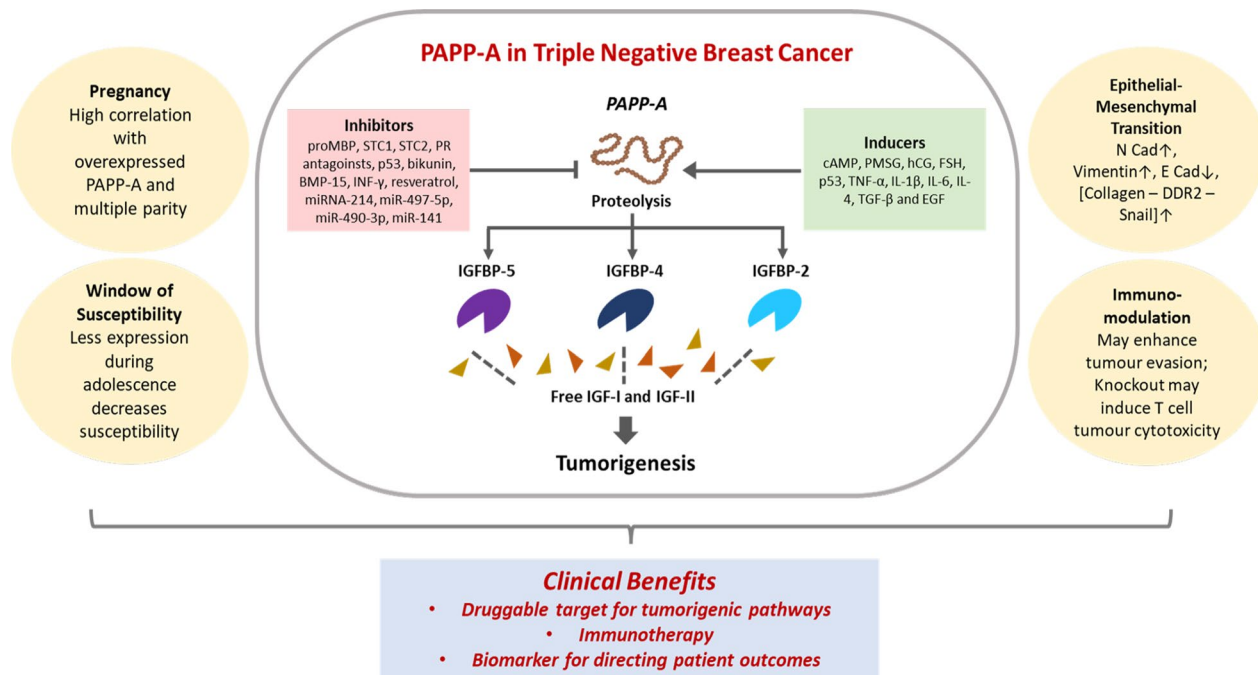 PAPP-A in Triple Negative Breast Cancer
Pregnancy
High correlation
with
overexpressed
PAPP-A and
multiple parity
Window of
Susceptibility
Less expression
during
adolescence
decreases
susceptibility
Inhibitors
proMBP, STC1, STC2, PR
antagoinsts, p53, bikunin,
BMP-15, INF-γ, resveratrol,
miRNA-214, miR-497-5p,
miR-490-3p, miR-141
PAPP-A
Proteolysis
Inducers
cAMP, PMSG, hCG, FSH,
p53, TNF-α, IL-1β, IL-6, IL-
4, TGF-β and EGF
IGFBP-5
IGFBP-4
IGFBP-2
Free IGF-I and IGF-II
Tumorigenesis
Epithelial-
Mesenchymal
Transition
N Cad↑,
Vimentin↑, E Cad↓,
[Collagen – DDR2 –
Snail]↑
Immuno-
modulation
May enhance
tumour evasion;
Knockout may
induce T cell
tumour cytotoxicity
Clinical Benefits
• Druggable target for tumorigenic pathways
• Immunotherapy
• Biomarker for directing patient outcomes